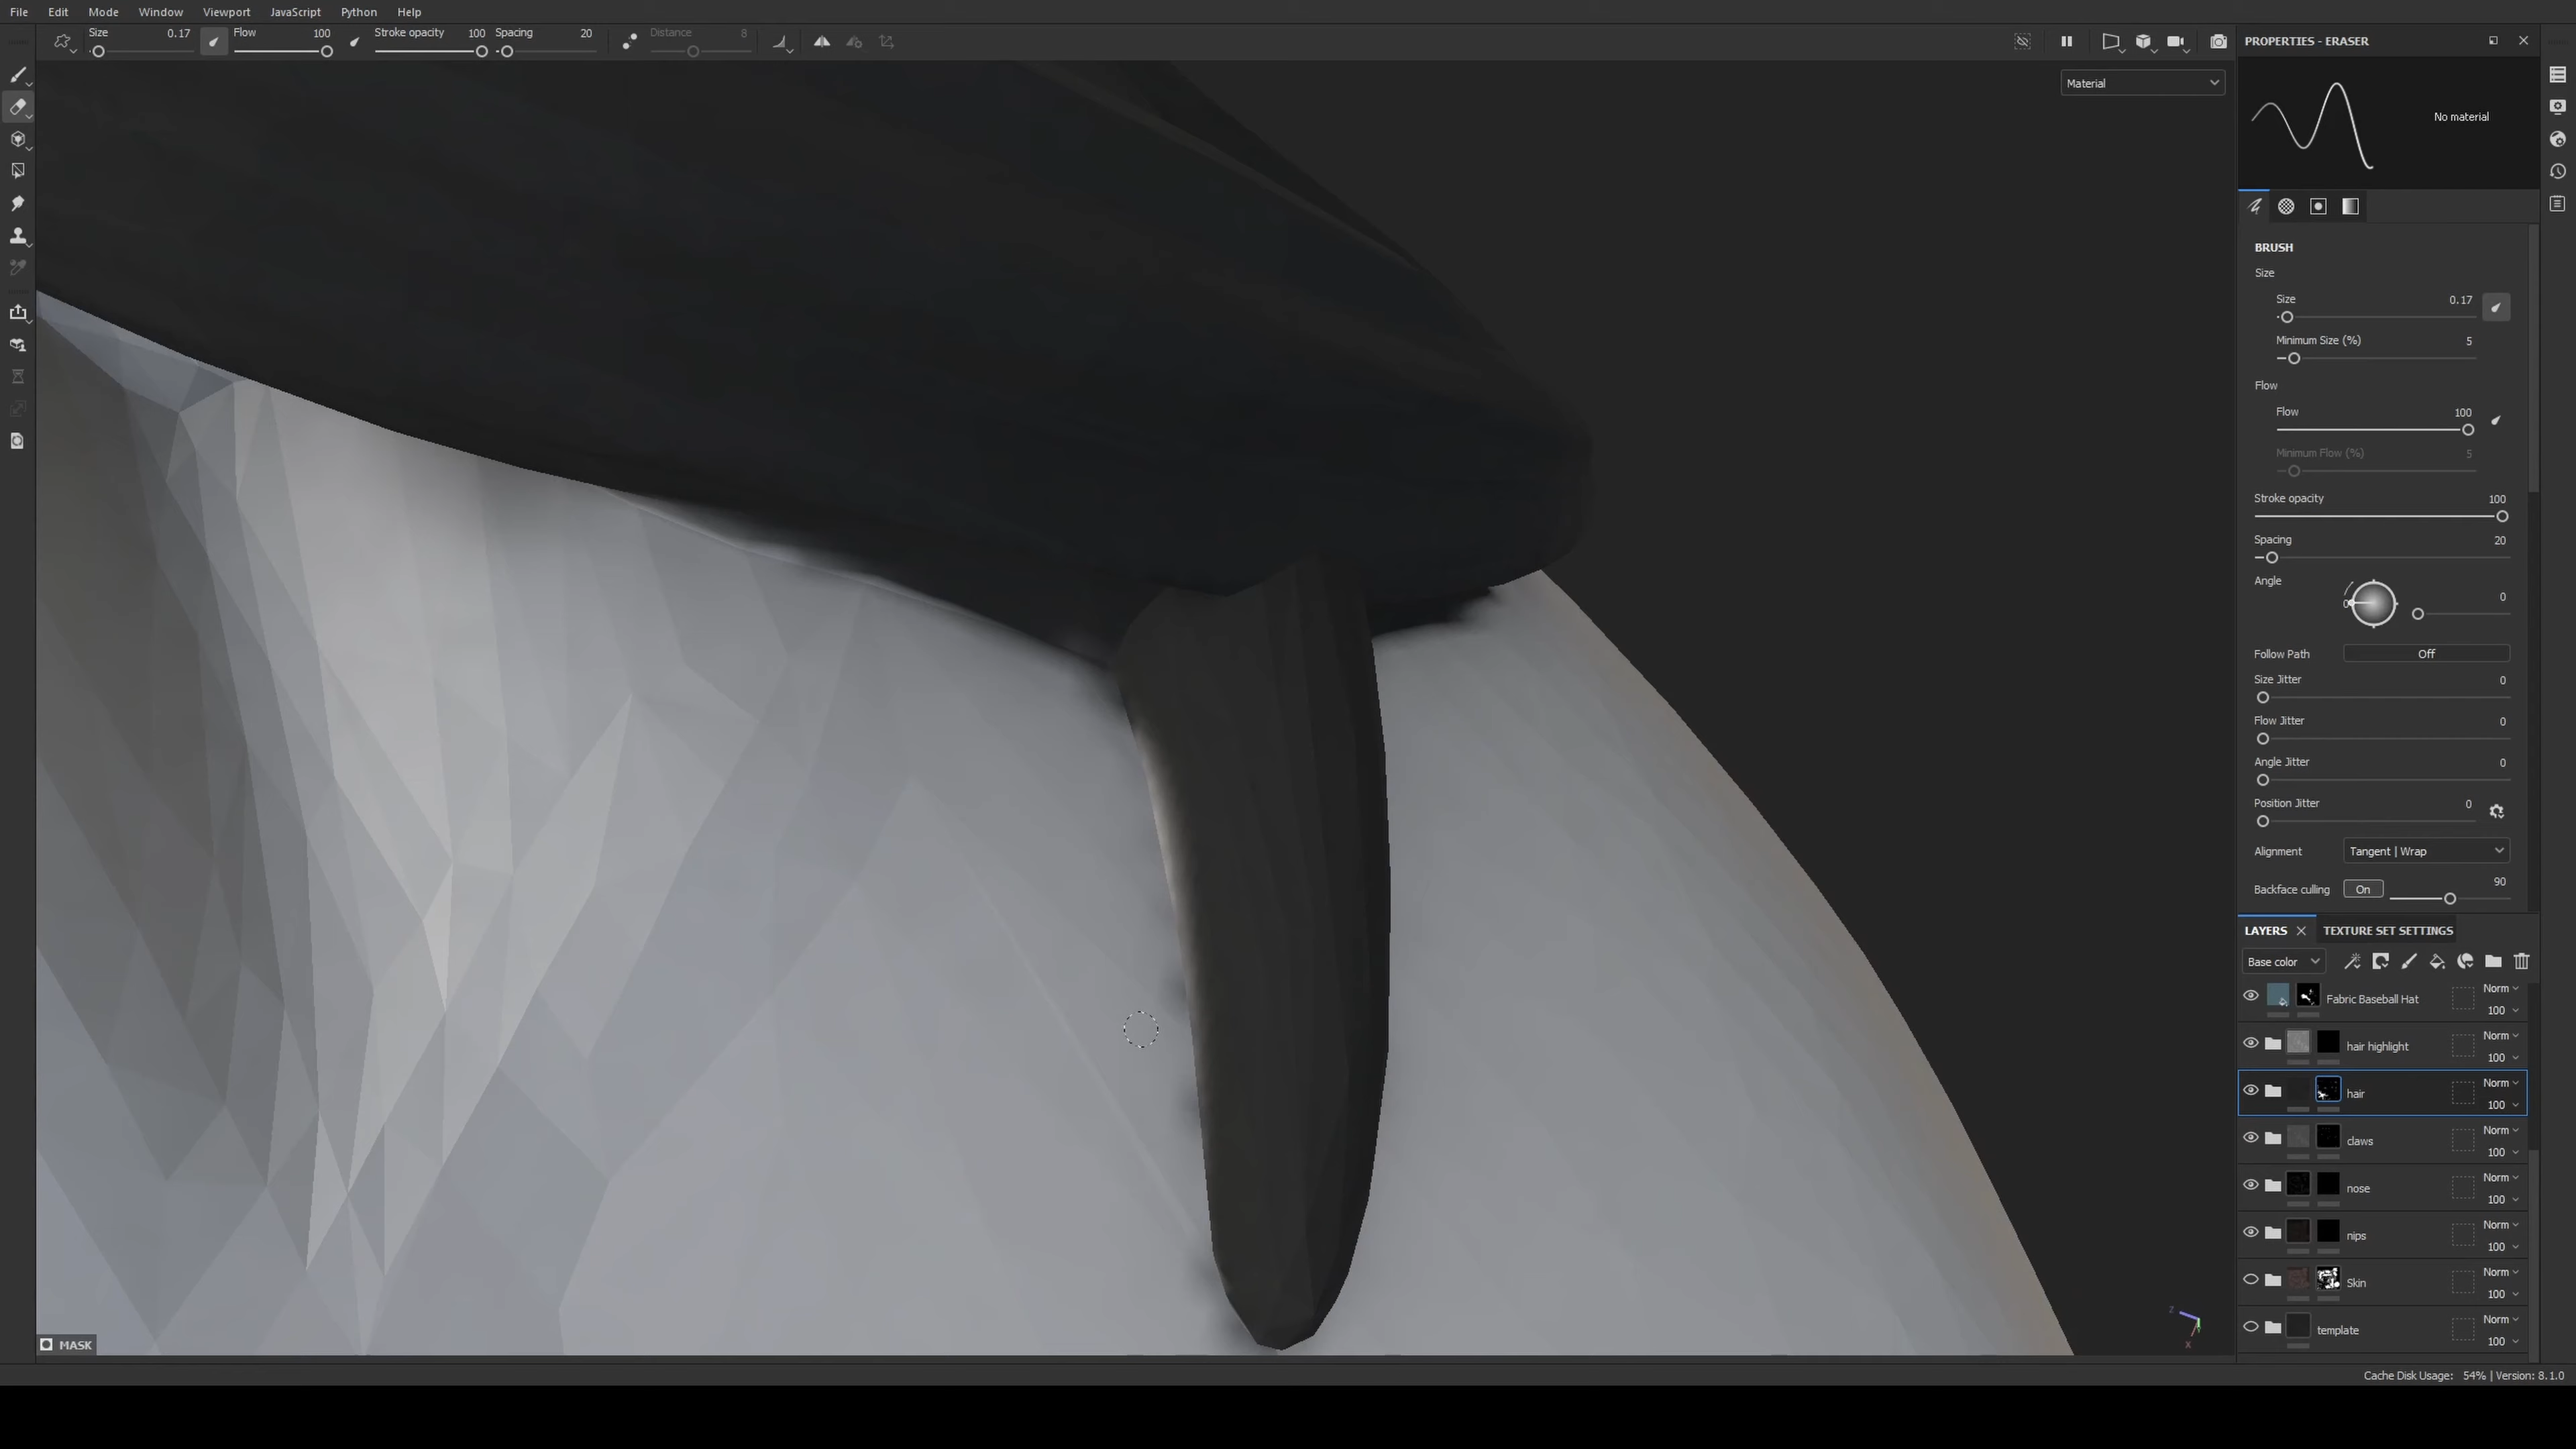 File Edit Mode Window Viewport JavaScript Python Help
Size 0.17 Flow 100 Stroke opacity 100 Spacing 20 Distance 8
PROPERTIES - ERASER
Material
No material
BRUSH
Size
Size 0.17
Minimum Size (%) 5
Flow
Flow 100
Minimum Flow (%) 5
Stroke opacity 100
Spacing 20
Angle 0
0
Follow Path Off
Size Jitter 0
Flow Jitter 0
Angle Jitter 0
Position Jitter 0
Alignment Tangent | Wrap
Backface culling On 90
LAYERS TEXTURE SET SETTINGS
Base color
Fabric Baseball Hat Norm 100
hair highlight Norm 100
hair Norm 100
claws Norm 100
nose Norm 100
nips Norm 100
Skin Norm 100
template Norm 100
Z
Y
X
MASK
Cache Disk Usage: 54% | Version: 8.1.0